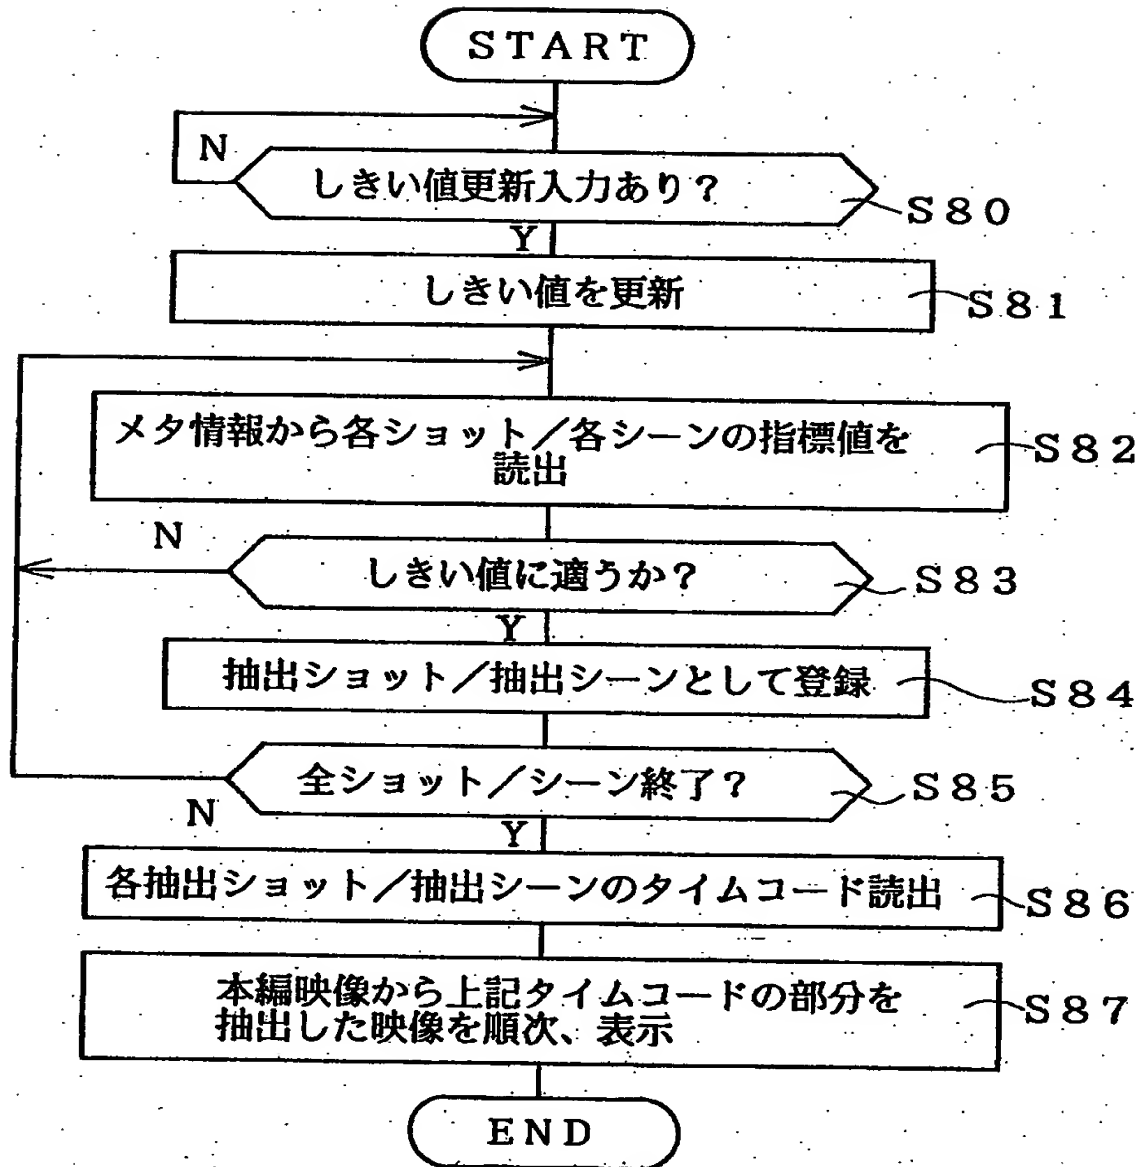 START
N
しきい値更新入力あり？
S80
Y
しきい値を更新
S81
メタ情報から各ショット／各シーンの指標値を
読出
S82
N
しきい値に適うか？
S83
Y
抽出ショット／抽出シーンとして登録
S84
全ショット／シーン終了？
S85
N
Y
各抽出ショット／抽出シーンのタイムコード読出
S86
本編映像から上記タイムコードの部分を
抽出した映像を順次、表示
S87
END